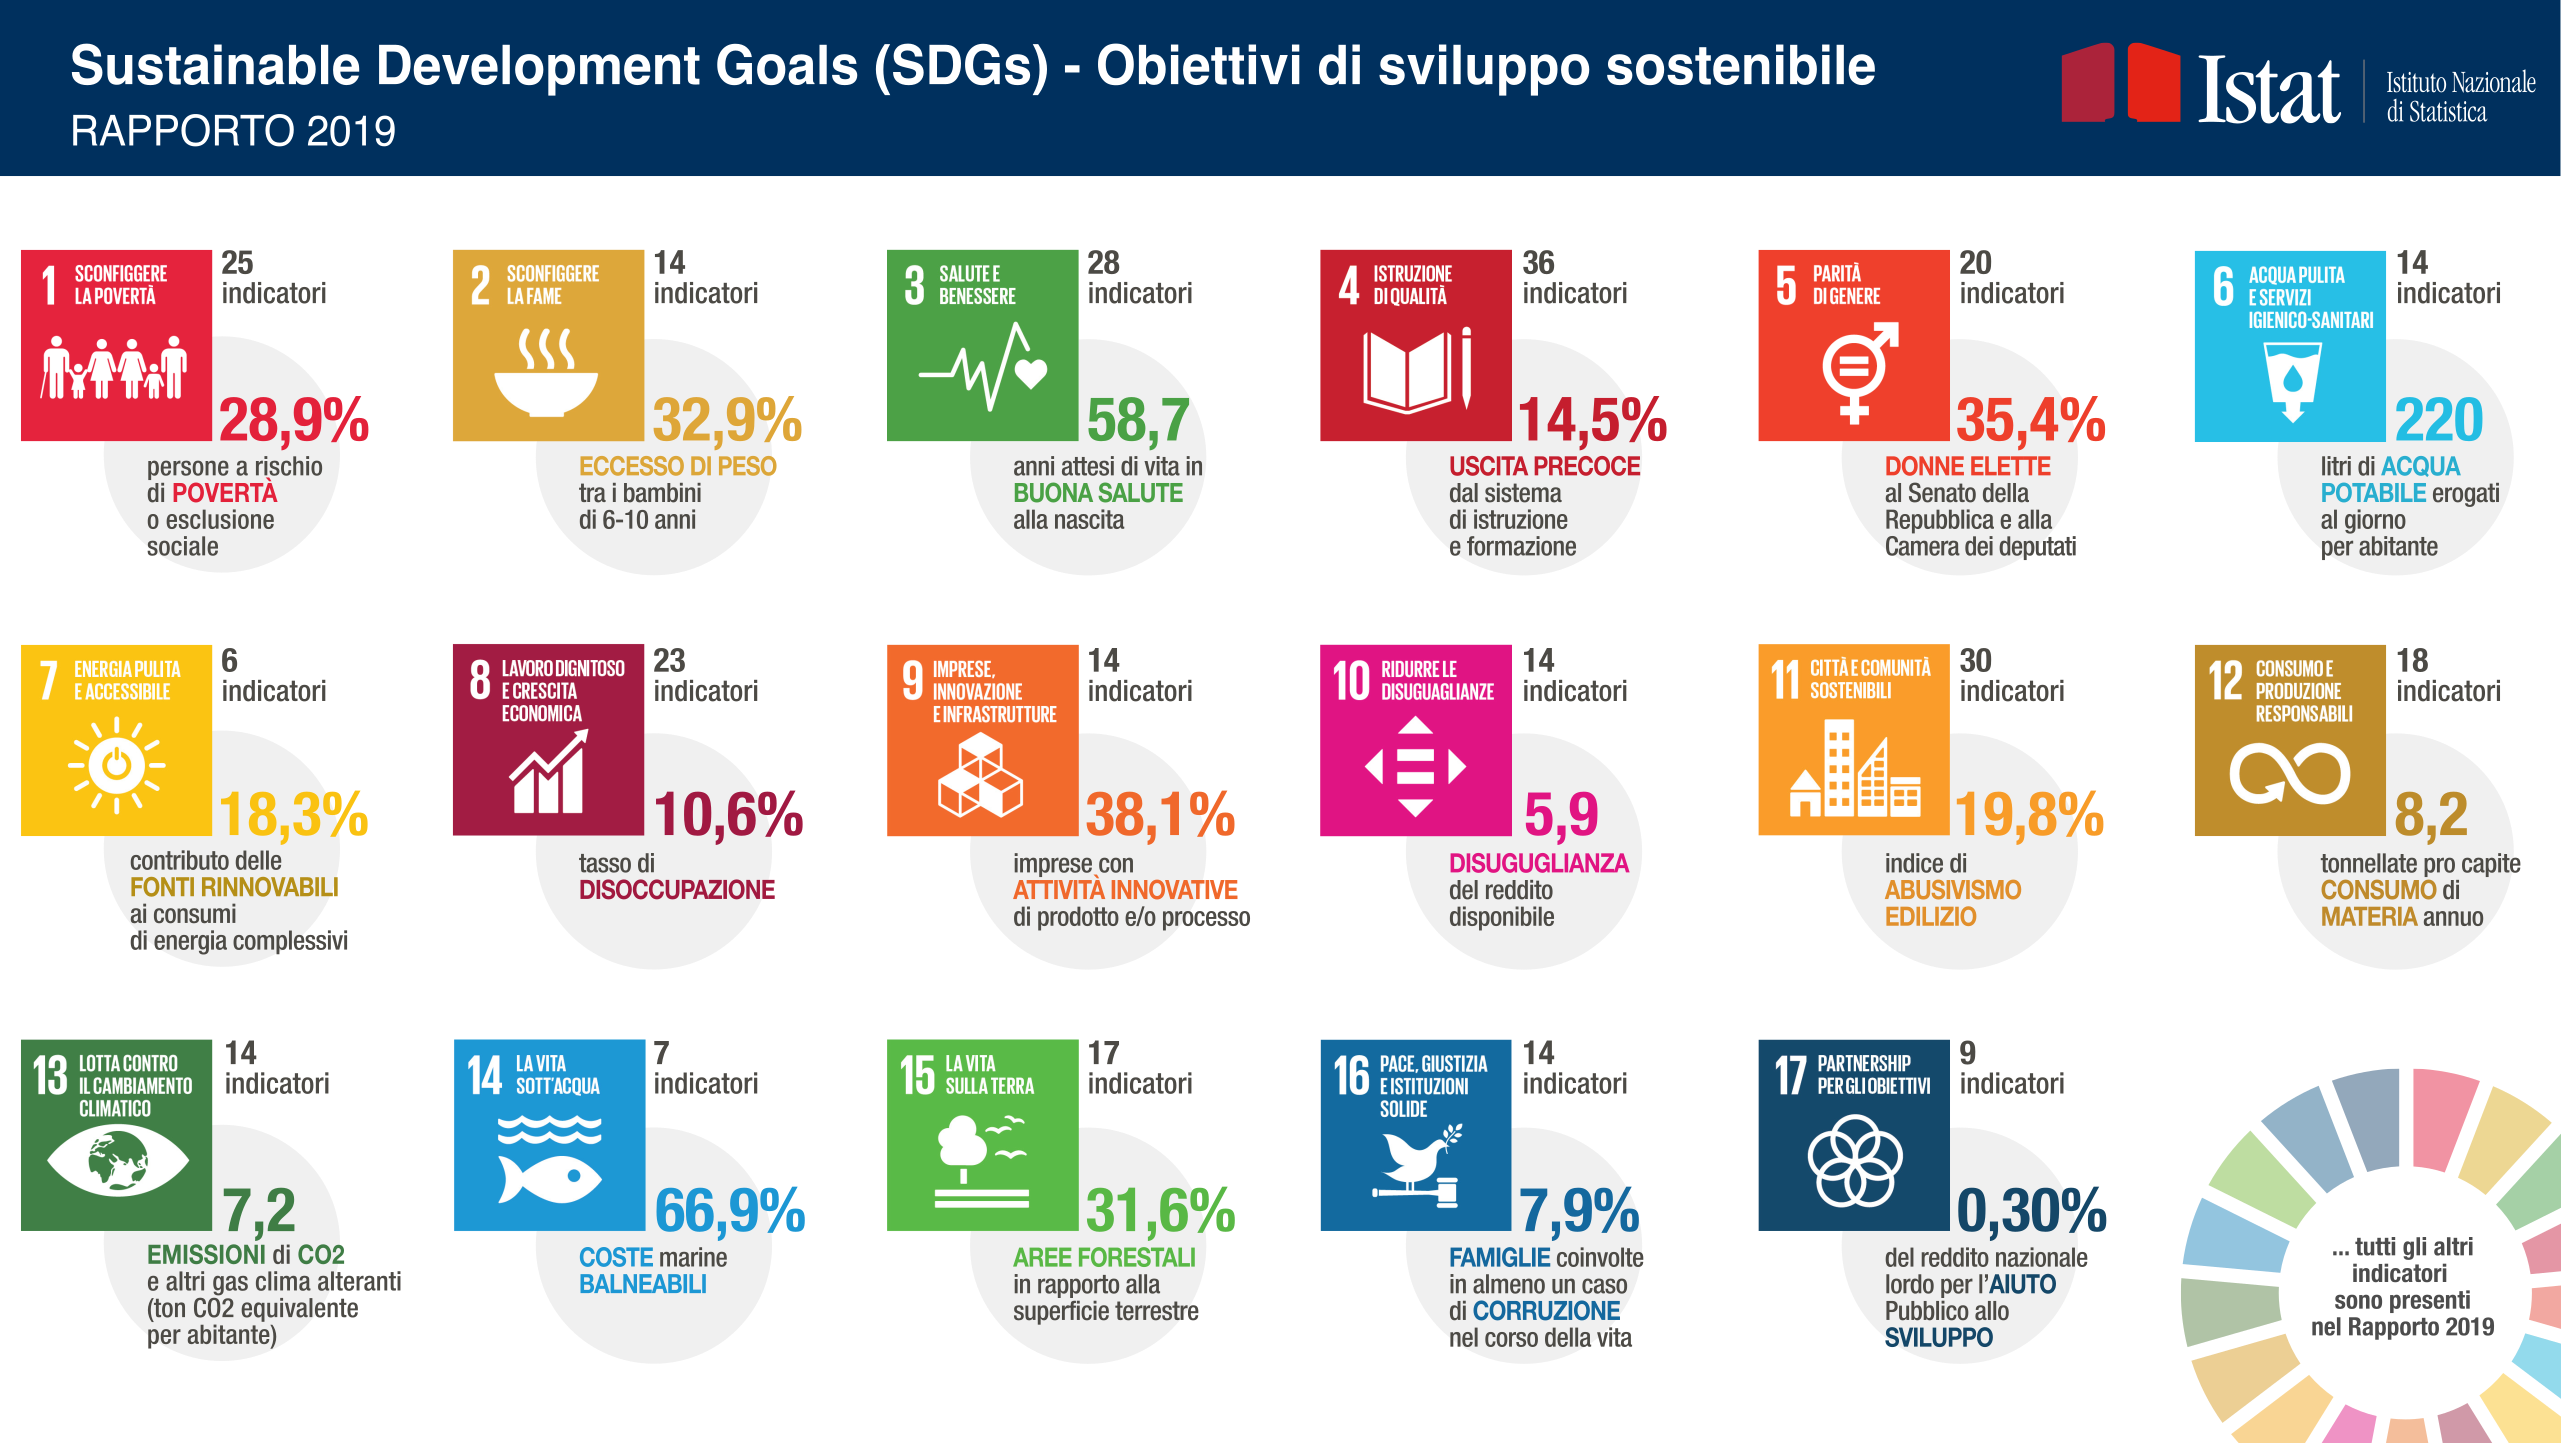 Sustainable Development Goals (SDGs) - Obiettivi di sviluppo sostenibile
RAPPORTO 2019
Istat
Istituto Nazionale
di Statistica
1 SCONFIGGERE
LA POVERTÀ
25
indicatori
28,9%
persone a rischio
di POVERTÀ
o esclusione
sociale
2 SCONFIGGERE
LA FAME
14
indicatori
32,9%
ECCESSO DI PESO
tra i bambini
di 6-10 anni
3 SALUTE E
BENESSERE
28
indicatori
58,7
anni attesi di vita in
BUONA SALUTE
alla nascita
4 ISTRUZIONE
DI QUALITÀ
36
indicatori
14,5%
USCITA PRECOCE
dal sistema
di istruzione
e formazione
5 PARITÀ
DI GENERE
20
indicatori
35,4%
DONNE ELETTE
al Senato della
Repubblica e alla
Camera dei deputati
6 ACQUA PULITA
E SERVIZI
IGIENICO-SANITARI
14
indicatori
220
litri di ACQUA
POTABILE erogati
al giorno
per abitante
7 ENERGIA PULITA
E ACCESSIBILE
6
indicatori
18,3%
contributo delle
FONTI RINNOVABILI
ai consumi
di energia complessivi
8 LAVORO DIGNITOSO
E CRESCITA
ECONOMICA
23
indicatori
10,6%
tasso di
DISOCCUPAZIONE
9 IMPRESE,
INNOVAZIONE
E INFRASTRUTTURE
14
indicatori
38,1%
imprese con
ATTIVITÀ INNOVATIVE
di prodotto e/o processo
10 RIDURRE LE
DISUGUAGLIANZE
14
indicatori
5,9
DISUGUGLIANZA
del reddito
disponibile
11 CITTÀ E COMUNITÀ
SOSTENIBILI
30
indicatori
19,8%
indice di
ABUSIVISMO
EDILIZIO
12 CONSUMO E
PRODUZIONE
RESPONSABILI
18
indicatori
8,2
tonnellate pro capite
CONSUMO di
MATERIA annuo
13 LOTTA CONTRO
IL CAMBIAMENTO
CLIMATICO
14
indicatori
7,2
EMISSIONI di CO2
e altri gas clima alteranti
(ton CO2 equivalente
per abitante)
14 LA VITA
SOTT'ACQUA
7
indicatori
66,9%
COSTE marine
BALNEABILI
15 LA VITA
SULLA TERRA
17
indicatori
31,6%
AREE FORESTALI
in rapporto alla
superficie terrestre
16 PACE, GIUSTIZIA
E ISTITUZIONI
SOLIDE
14
indicatori
7,9%
FAMIGLIE coinvolte
in almeno un caso
di CORRUZIONE
nel corso della vita
17 PARTNERSHIP
PER GLI OBIETTIVI
9
indicatori
0,30%
del reddito nazionale
lordo per l'AIUTO
Pubblico allo
SVILUPPO
... tutti gli altri
indicatori
sono presenti
nel Rapporto 2019